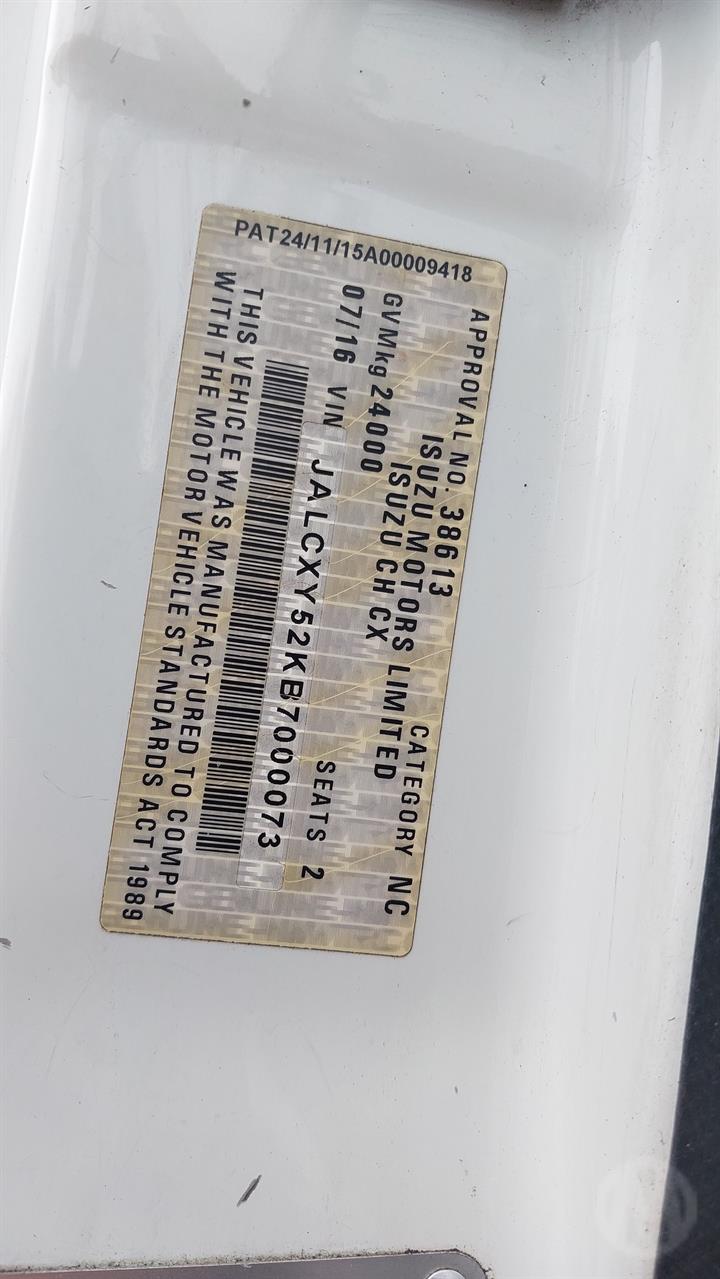 PAT24/11/15A00009418
APPROVAL NO. 38613 CATEGORY NC
ISUZU MOTORS LIMITED
ISUZU CH CX
GVMkg 24000
07/16 VIN SEATS 2
JALCXY52KB7000073
THIS VEHICLE WAS MANUFACTURED TO COMPLY
WITH THE MOTOR VEHICLE STANDARDS ACT 1989